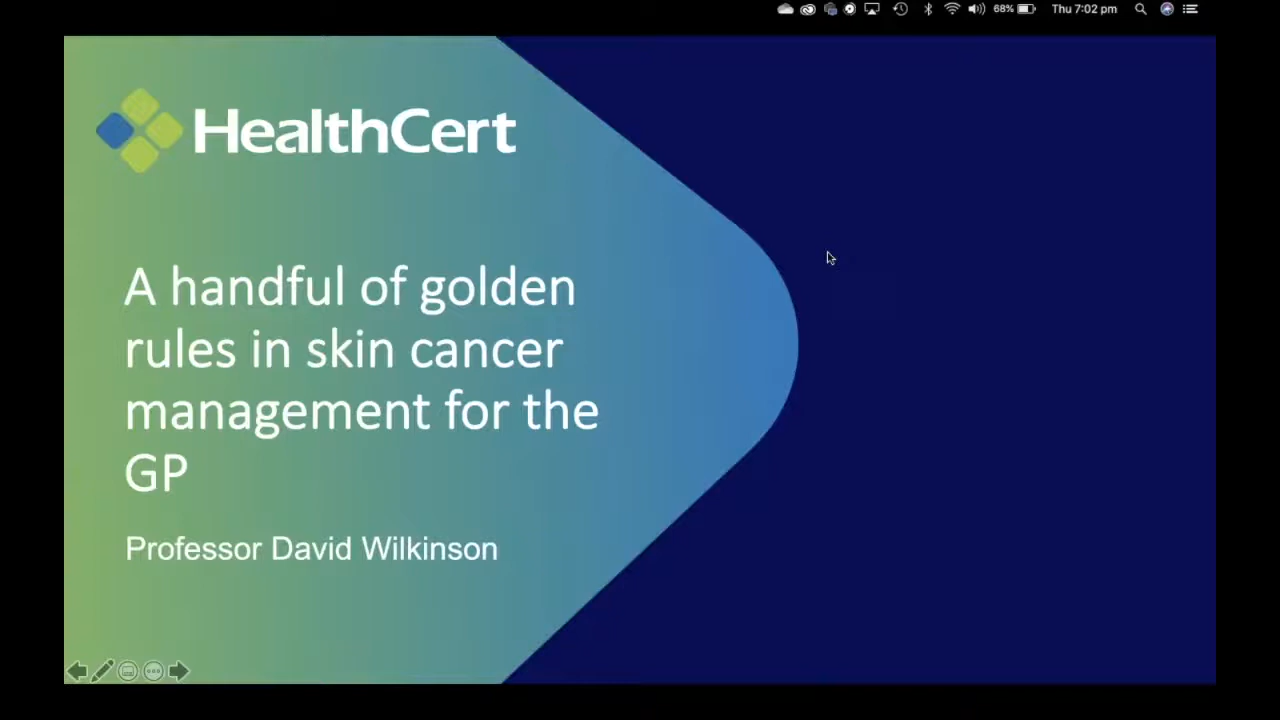 68% Thu 7:02 pm
HealthCert
A handful of golden
rules in skin cancer
management for the
GP
Professor David Wilkinson